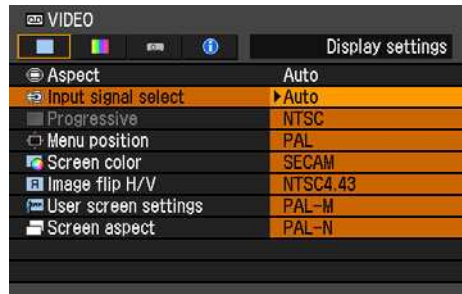 VIDEO
Display settings
Aspect Auto
Input signal select Auto
Progressive NTSC
Menu position PAL
Screen color SECAM
Image flip H/V NTSC4.43
User screen settings PAL-M
Screen aspect PAL-N